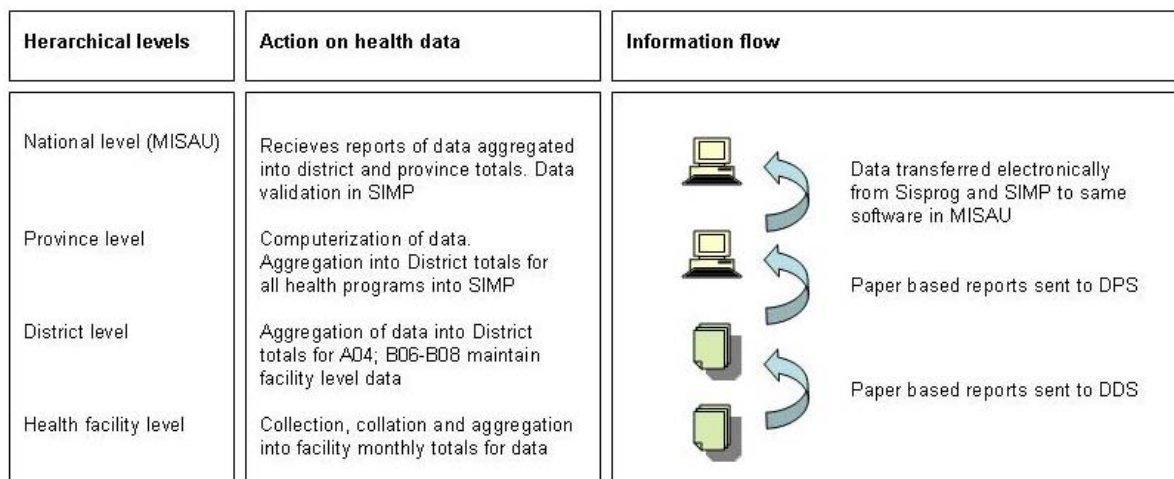 Herarchical levels
Action on health data
Information flow
National level (MISAU)
Recieves reports of data aggregated
into district and province totals. Data
validation in SIMP
Data transferred electronically
from Sisprog and SIMP to same
software in MISAU
Province level
Computerization of data.
Aggregation into District totals for
all health programs into SIMP
Paper based reports sent to DPS
District level
Aggregation of data into District
totals for A04; B06-B08 maintain
facility level data
Paper based reports sent to DDS
Health facility level
Collection, collation and aggregation
into facility monthly totals for data